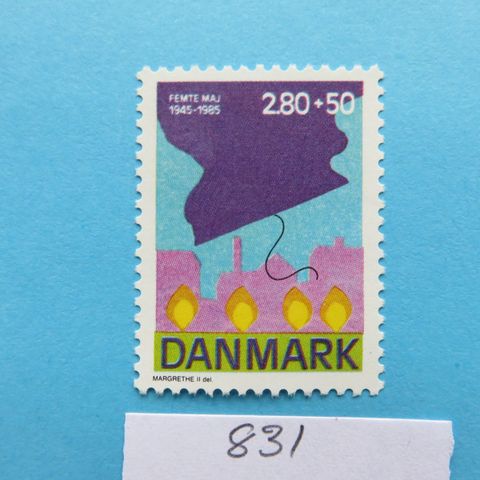 FEMTE MAJ
1945-1985
2.80+50
DANMARK
MARGRETHE II del.
831